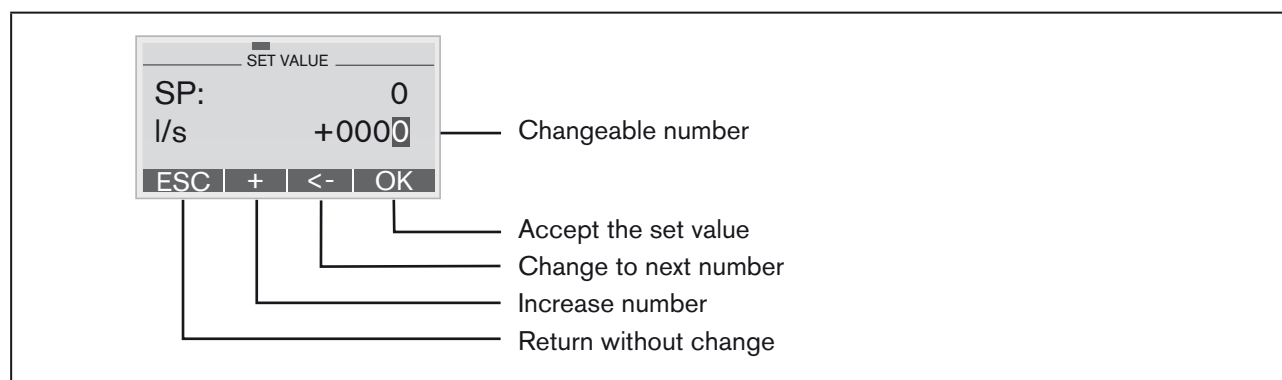 SET VALUE
SP: 0
l/s +0000
Changeable number
ESC + <- OK
Accept the set value
Change to next number
Increase number
Return without change